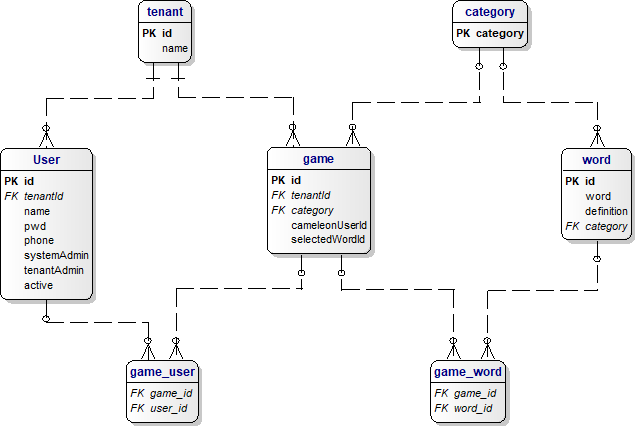 tenant
PK id
name
category
PK category
User
PK id
FK tenantId
name
pwd
phone
systemAdmin
tenantAdmin
active
game
PK id
FK tenantId
FK category
cameleonUserId
selectedWordId
word
PK id
word
definition
FK category
game_user
FK game_id
FK user_id
game_word
FK game_id
FK word_id